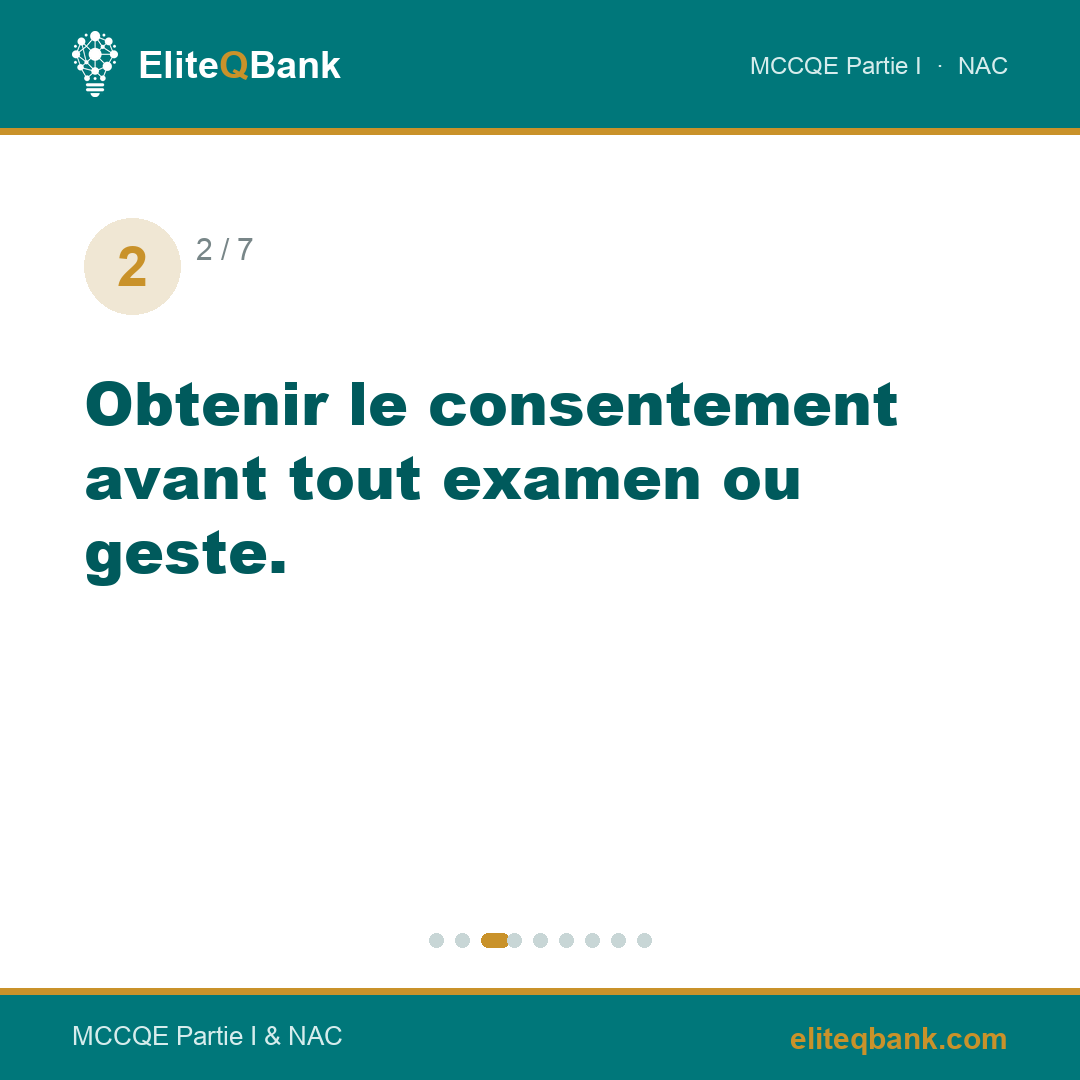 EliteQBank
MCCQE Partie I · NAC
2
2 / 7
Obtenir le consentement
avant tout examen ou
geste.
MCCQE Partie I & NAC
eliteqbank.com